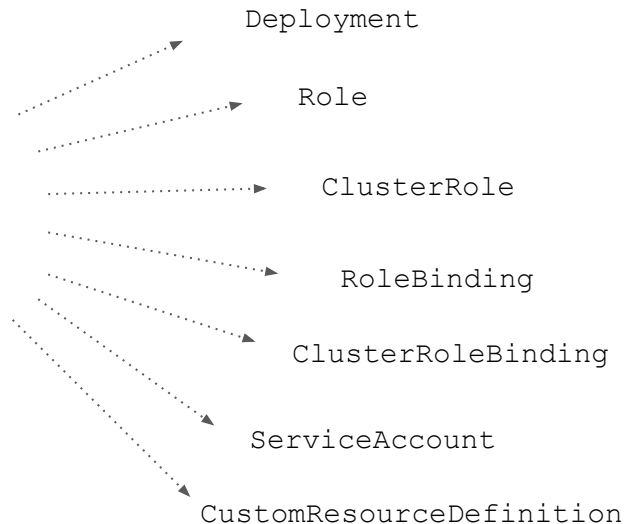 Deployment
Role
ClusterRole
RoleBinding
ClusterRoleBinding
ServiceAccount
CustomResourceDefinition